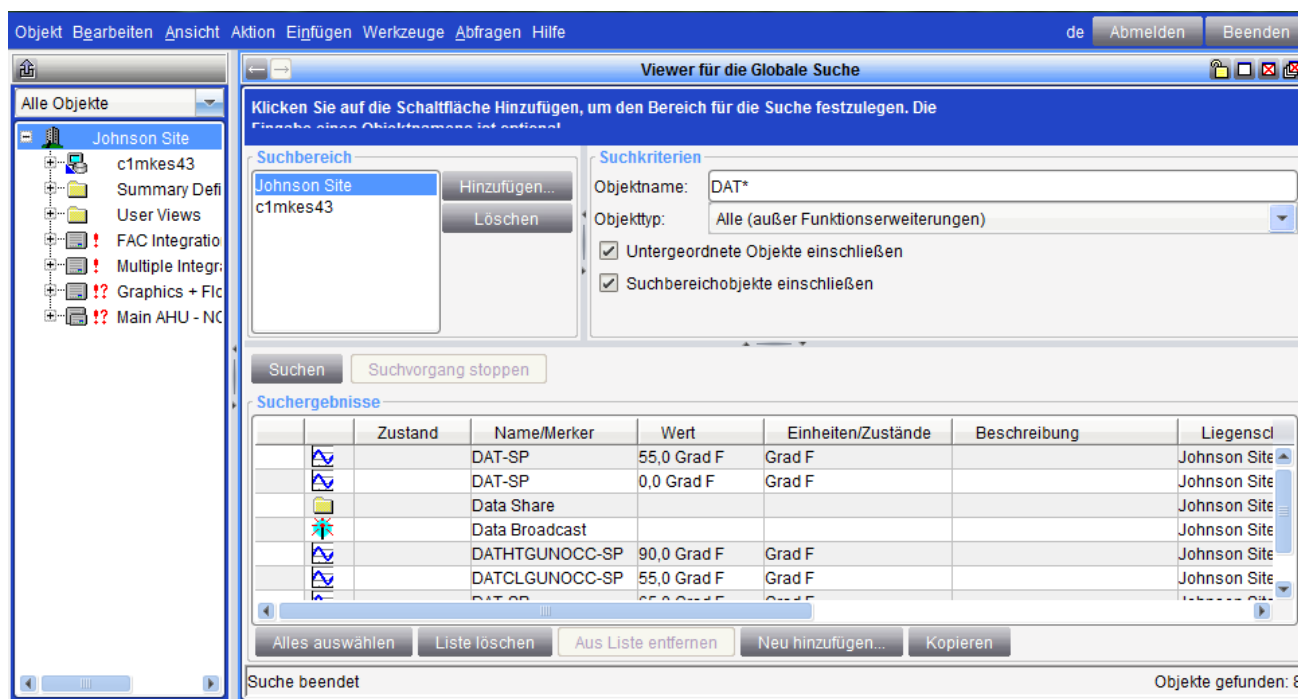 Objekt Bearbeiten Ansicht Aktion Einfügen Werkzeuge Abfragen Hilfe de Abmelden Beenden
Viewer für die Globale Suche
Alle Objekte
Johnson Site
c1mkes43
Summary Defi
User Views
FAC Integratio
Multiple Integr
Graphics + Flo
Main AHU - NC
Klicken Sie auf die Schaltfläche Hinzufügen, um den Bereich für die Suche festzulegen. Die
Eingabe eines Objektnamens ist optional
Suchbereich
Johnson Site
c1mkes43
Hinzufügen...
Löschen
Suchkriterien
Objektname: DAT*
Objekttyp: Alle (außer Funktionserweiterungen)
Untergeordnete Objekte einschließen
Suchbereichobjekte einschließen
Suchen Suchvorgang stoppen
Suchergebnisse
Zustand Name/Merker Wert Einheiten/Zustände Beschreibung Liegenscl
DAT-SP 55,0 Grad F Grad F Johnson Site
DAT-SP 0,0 Grad F Grad F Johnson Site
Data Share Johnson Site
Data Broadcast Johnson Site
DATHTGUNOCC-SP 90,0 Grad F Grad F Johnson Site
DATCLGUNOCC-SP 55,0 Grad F Grad F Johnson Site
Alles auswählen Liste löschen Aus Liste entfernen Neu hinzufügen... Kopieren
Suche beendet Objekte gefunden: 8